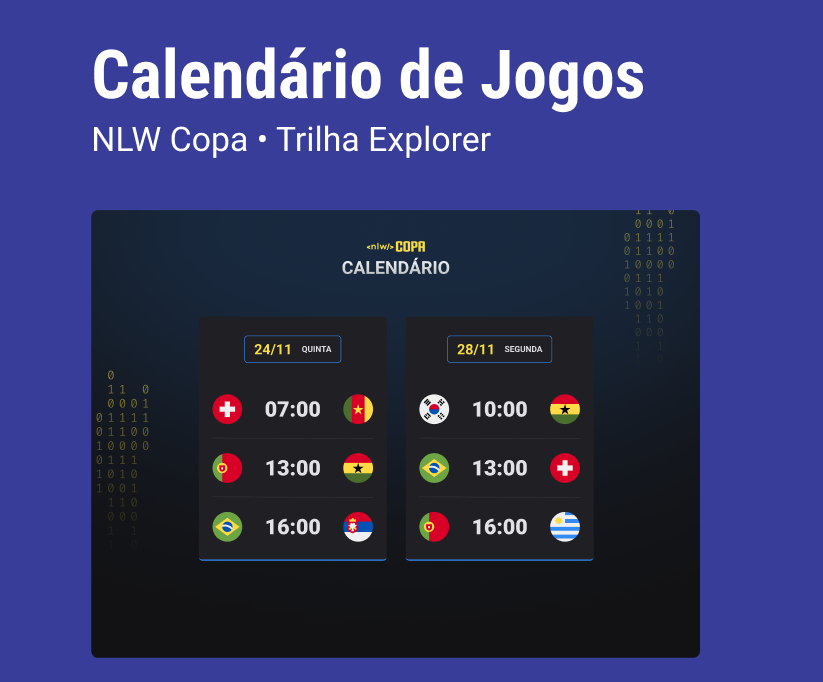 Calendário de Jogos
NLW Copa • Trilha Explorer
<nlw/> COPA
CALENDÁRIO
24/11 QUINTA
07:00
13:00
16:00
28/11 SEGUNDA
10:00
13:00
16:00